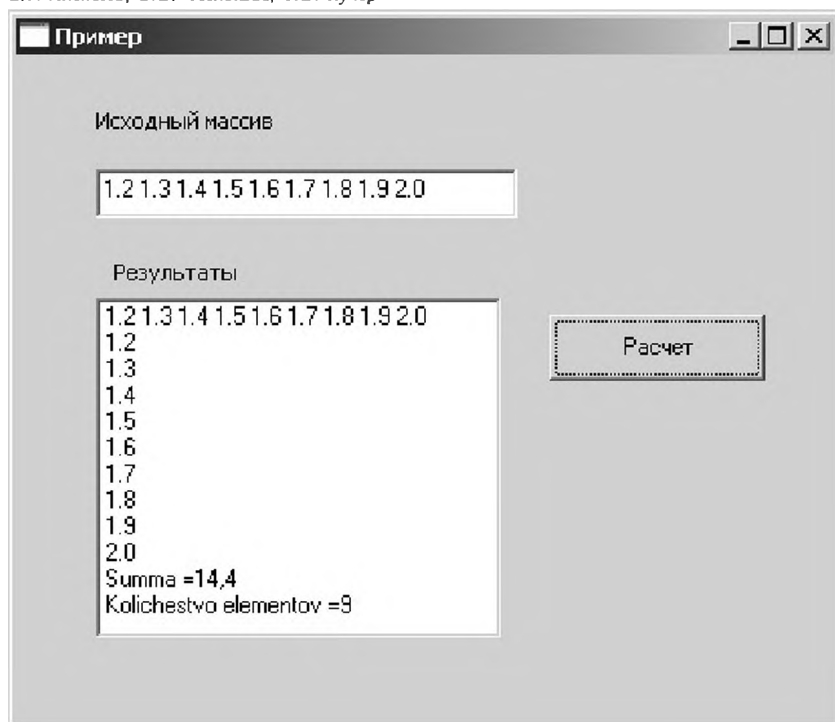 Пример
Исходный массив
1.2 1.3 1.4 1.5 1.6 1.7 1.8 1.9 2.0
Результаты
1.2 1.3 1.4 1.5 1.6 1.7 1.8 1.9 2.0
1.2
1.3
1.4
1.5
1.6
1.7
1.8
1.9
2.0
Summa =14,4
Kolichestvo elementov =9
Расчет